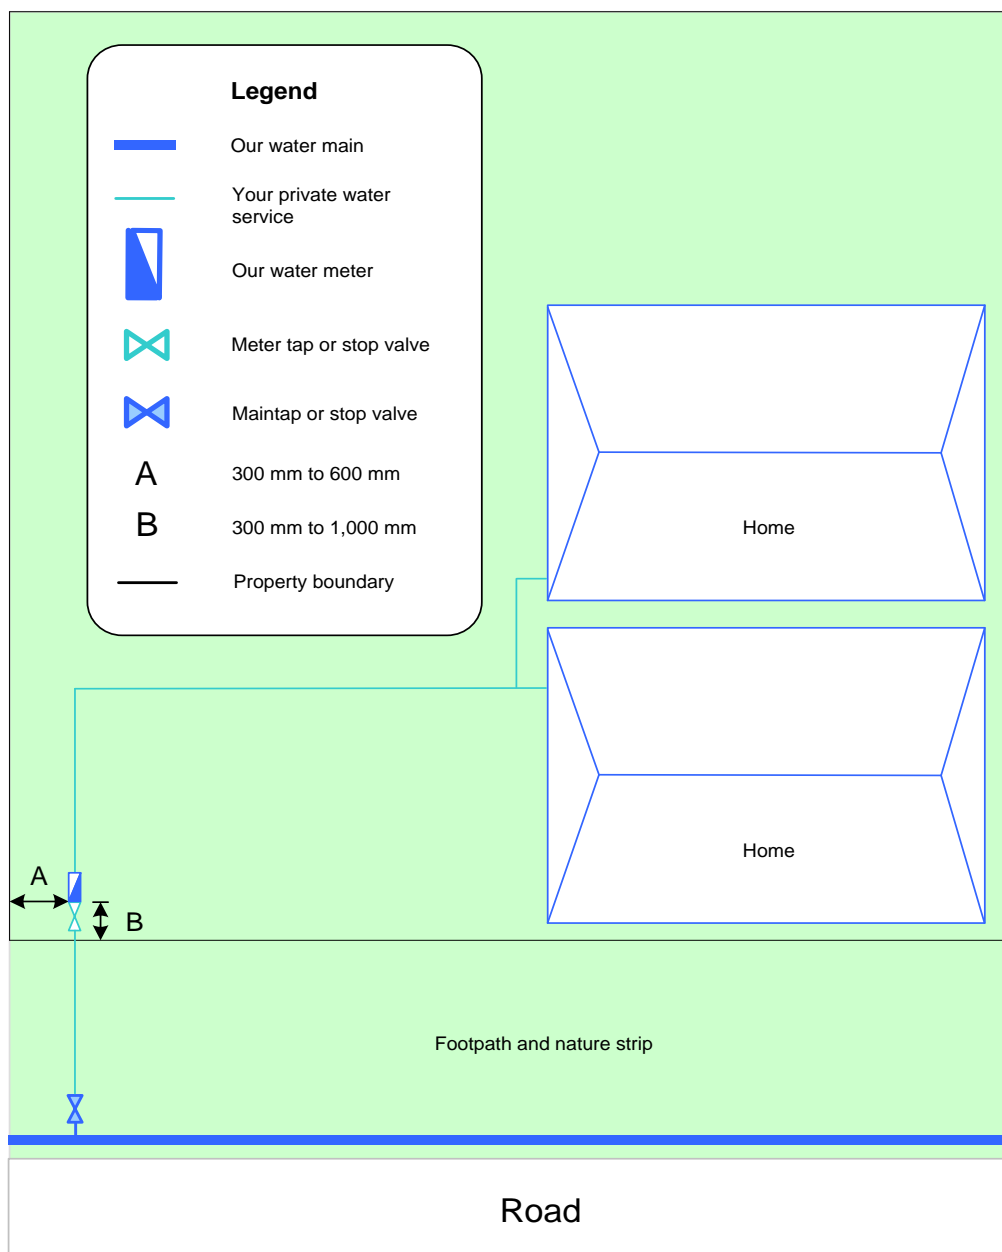 Legend
Our water main
Your private water
service
Our water meter
Meter tap or stop valve
Maintap or stop valve
A 300 mm to 600 mm
B 300 mm to 1,000 mm
Property boundary
Home
Home
A
B
Footpath and nature strip
Road